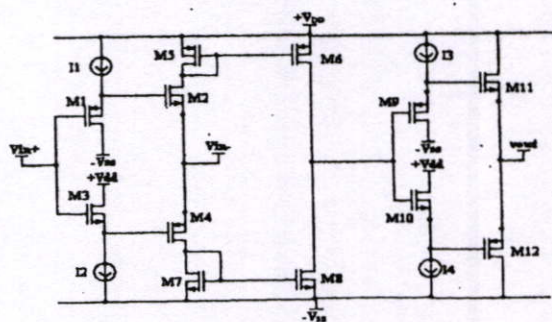 +VDD
I1
M5
M6
I3
M1
M2
M9
M11
Vin+
-Vss
+Vdd
Vin-
-Vss
+Vdd
vout
M3
M4
M10
I2
M7
M8
I4
M12
-Vss